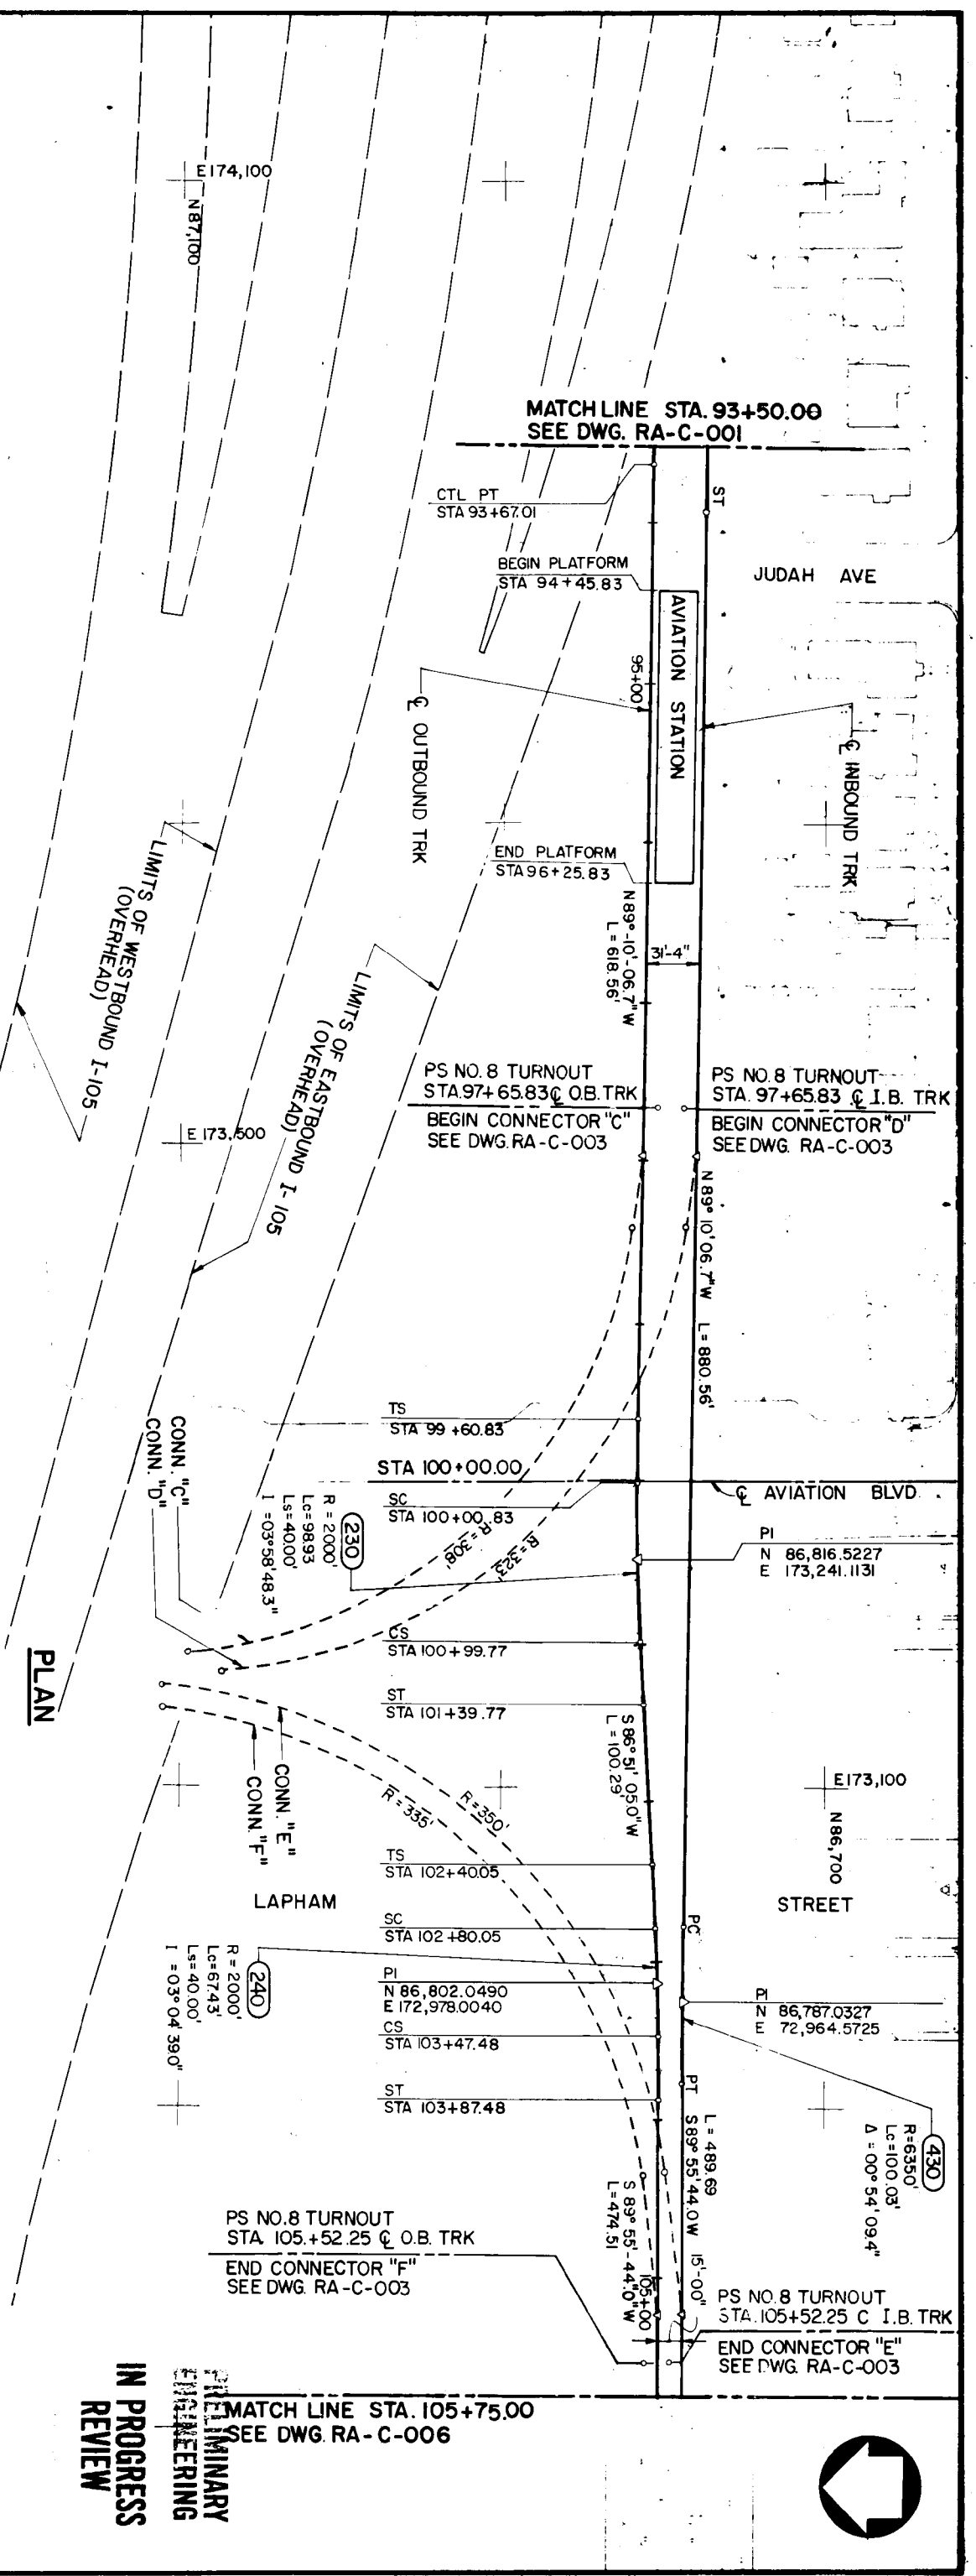 E174,100
N 87,100
MATCH LINE STA. 93+50.00
SEE DWG. RA-C-001
CTL PT
STA 93+67.01
ST
BEGIN PLATFORM
STA 94+45.83
JUDAH AVE
AVIATION STATION
95+00
℄ OUTBOUND TRK
℄ INBOUND TRK
END PLATFORM
STA 96+25.83
LIMITS OF WESTBOUND I-105
(OVERHEAD)
LIMITS OF EASTBOUND I-105
(OVERHEAD)
N89°-10'-06.7"W
L = 618.56'
31'-4"
PS NO. 8 TURNOUT
STA. 97+65.83 ℄ O.B. TRK
BEGIN CONNECTOR "C"
SEE DWG. RA-C-003
PS NO. 8 TURNOUT
STA. 97+65.83 ℄ I.B. TRK
BEGIN CONNECTOR "D"
SEE DWG. RA-C-003
E 173,500
N 89° 10' 06.7" W L = 880.56'
TS
STA 99+60.83
STA 100+00.00
℄ AVIATION BLVD.
SC
STA 100+00.83
CONN. "C"
CONN. "D"
230
R = 2000'
Lc=98.93
Ls=40.00'
I =03°58'48.3"
R=308'
R=323'
PI
N 86,816.5227
E 173,241.1131
CS
STA 100+99.77
ST
STA 101+39.77
PLAN
S 86° 51' 05.0" W
L = 100.29'
CONN. "E"
CONN. "F"
R=350'
R=335'
E173,100
N 86,700
TS
STA 102+40.05
LAPHAM
STREET
SC
STA 102+80.05
PC
240
R = 2000'
Lc=67.43'
Ls=40.00'
I =03° 04' 39.0"
PI
N 86,802.0490
E 172,978.0040
PI
N 86,787.0327
E 72,964.5725
CS
STA 103+47.48
ST
STA 103+87.48
PT
430
R=6350'
Lc=100.03'
Δ = 00° 54' 09.4"
L = 489.69
S 89° 55' 44.0 W
S 89° 55'-44.0" W
L=474.51
15'-00"
105+00
PS NO. 8 TURNOUT
STA. 105.+52.25 ℄ O.B. TRK
END CONNECTOR "F"
SEE DWG. RA-C-003
PS NO. 8 TURNOUT
STA. 105+52.25 C I.B. TRK
END CONNECTOR "E"
SEE DWG. RA-C-003
MATCH LINE STA. 105+75.00
SEE DWG. RA-C-006
PRELIMINARY
ENGINEERING
IN PROGRESS
REVIEW